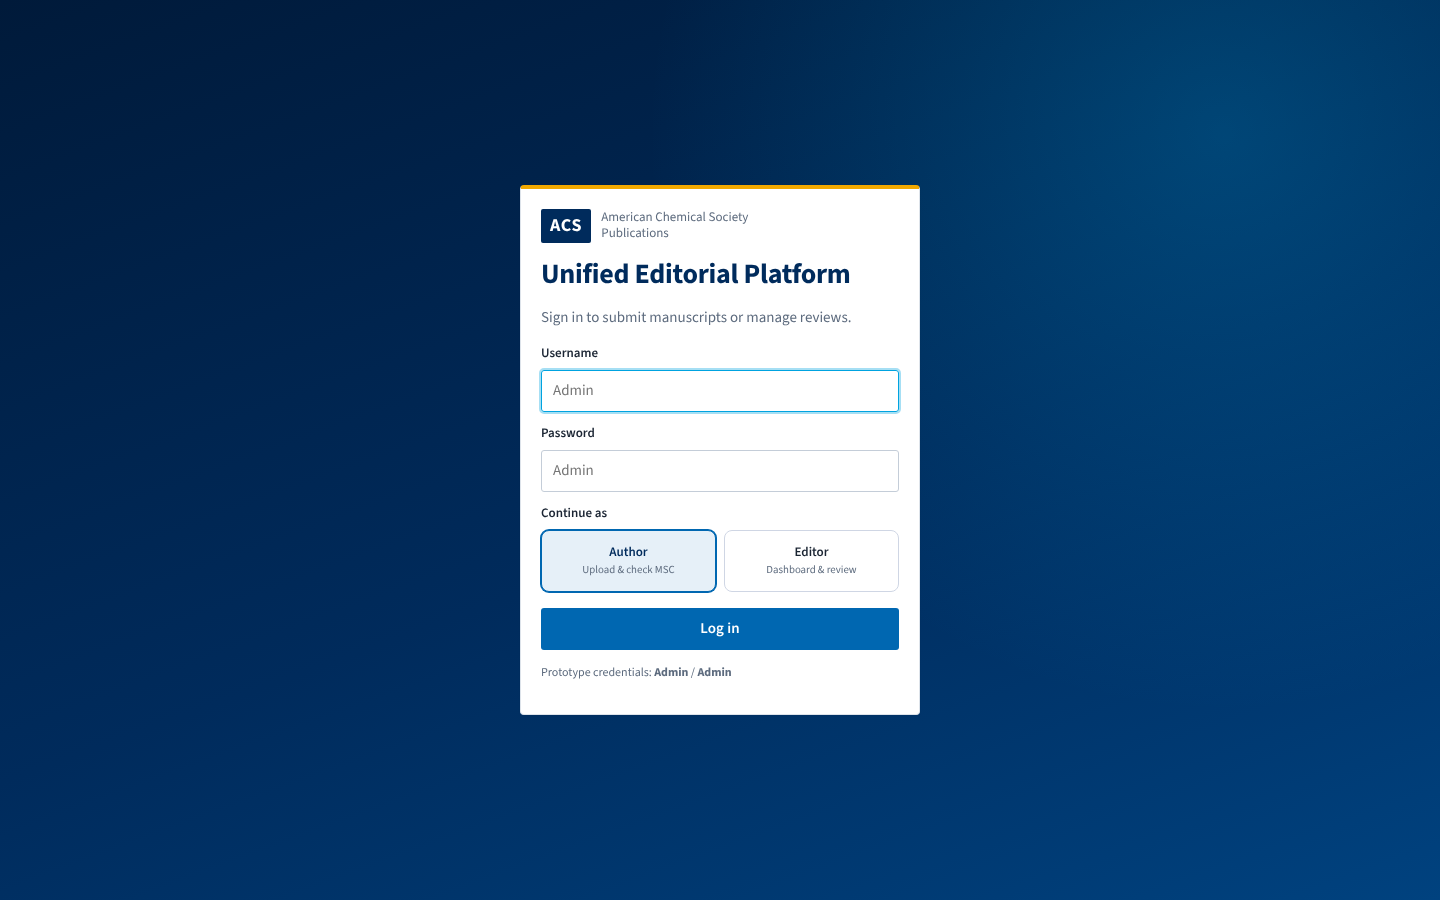 ACS
American Chemical Society
Publications
Unified Editorial Platform
Sign in to submit manuscripts or manage reviews.
Username
Admin
Password
Admin
Continue as
Author
Upload & check MSC
Editor
Dashboard & review
Log in
Prototype credentials: Admin / Admin